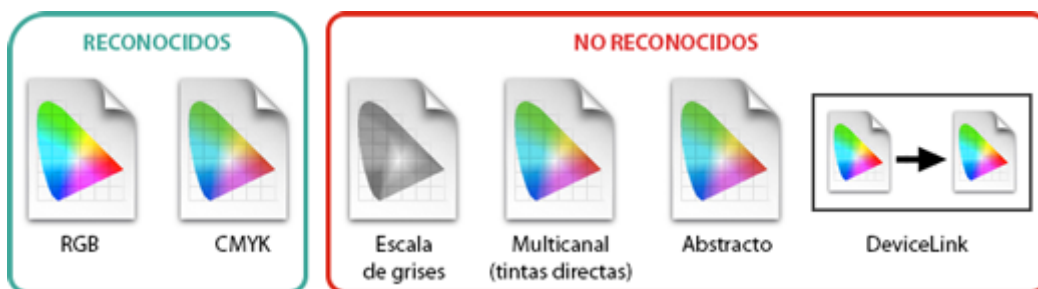 RECONOCIDOS
NO RECONOCIDOS
RGB
CMYK
Escala
de grises
Multicanal
(tintas directas)
Abstracto
DeviceLink